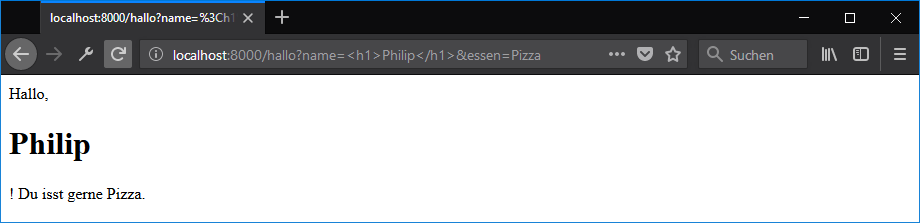 localhost:8000/hallo?name=%3Ch1
localhost:8000/hallo?name=<h1>Philip</h1>&essen=Pizza
Suchen
Hallo,
Philip
! Du isst gerne Pizza.